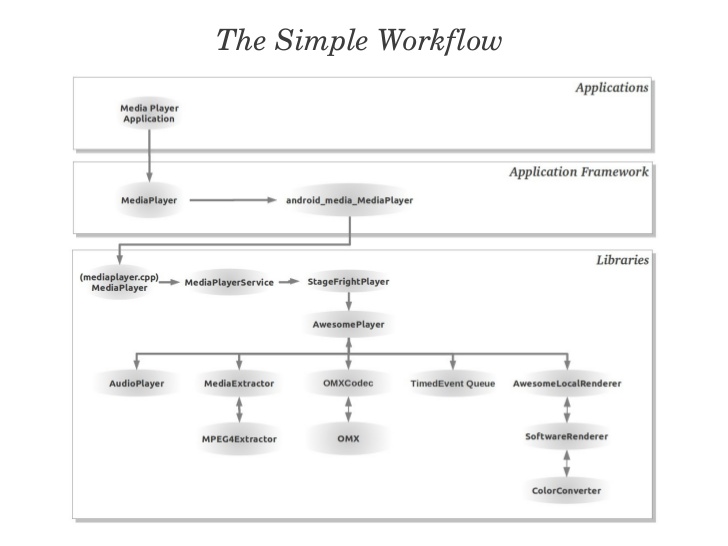 The Simple Workflow
Applications
Media Player
Application
Application Framework
MediaPlayer
android_media_MediaPlayer
Libraries
(mediaplayer.cpp)
MediaPlayer
MediaPlayerService
StageFrightPlayer
AwesomePlayer
AudioPlayer
MediaExtractor
OMXCodec
TimedEvent Queue
AwesomeLocalRenderer
MPEG4Extractor
OMX
SoftwareRenderer
ColorConverter